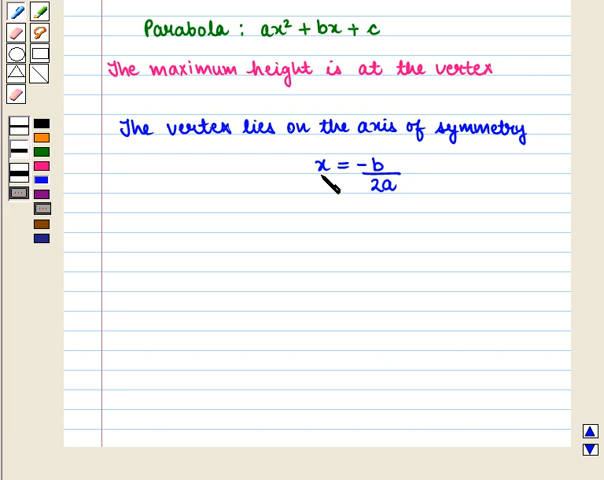 Parabola : ax² + bx + c
The maximum height is at the vertex
The vertex lies on the axis of symmetry
x = -b/2a